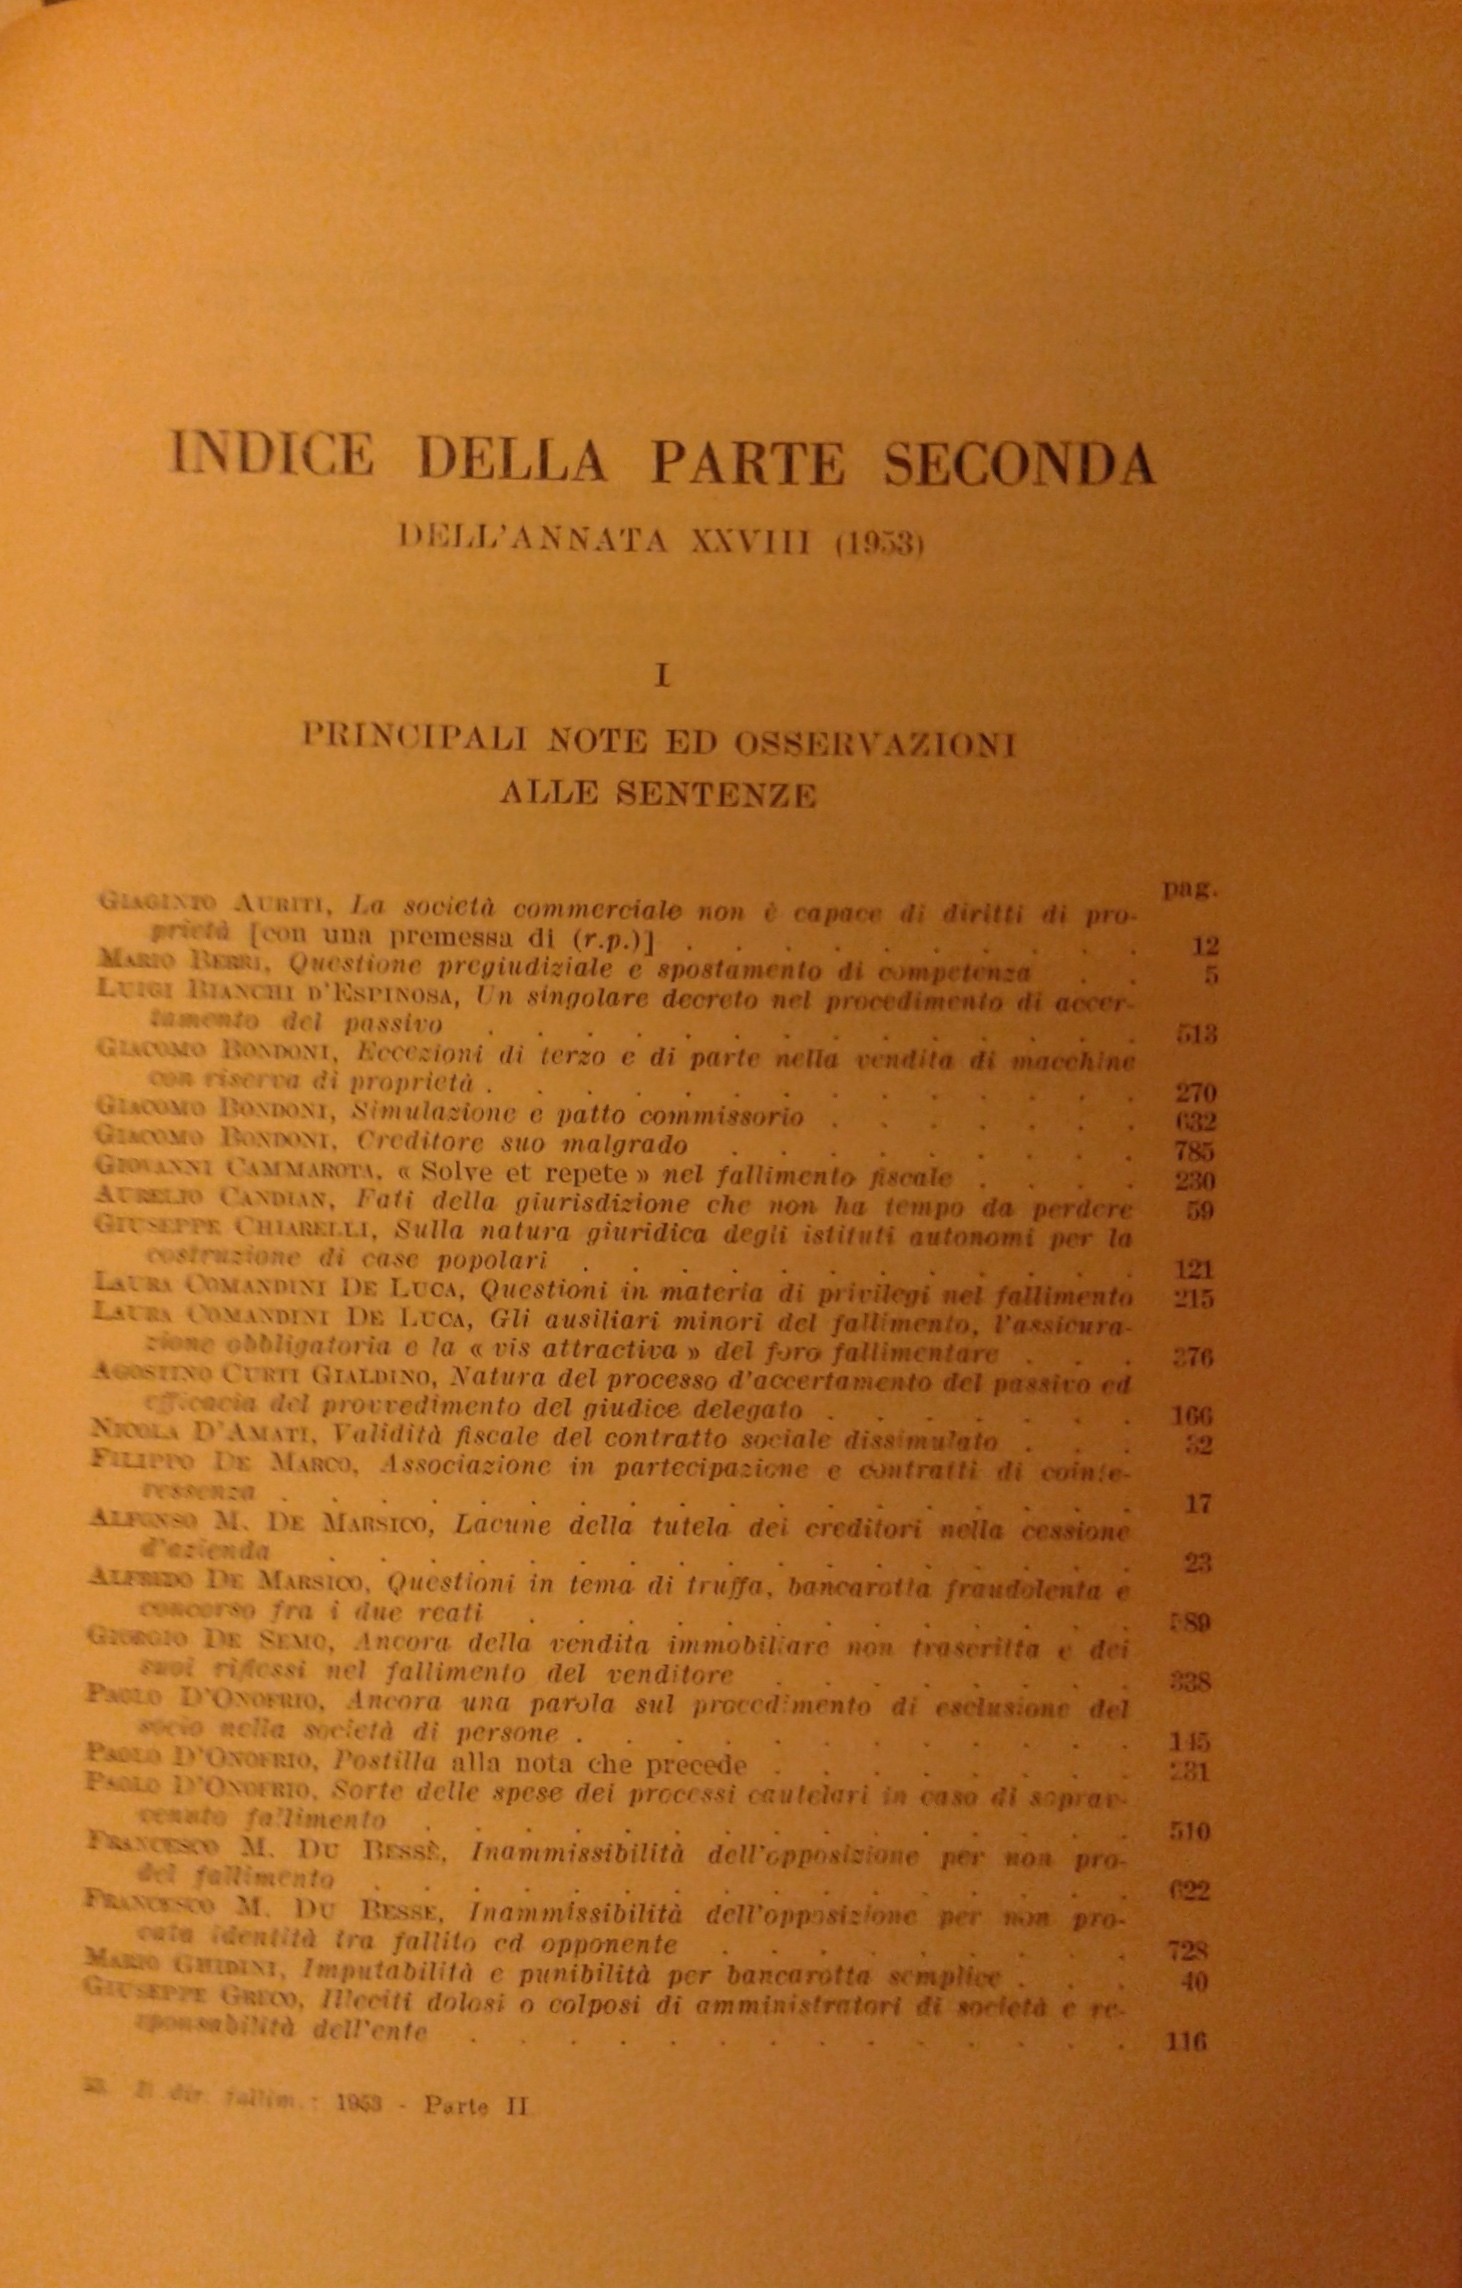 INDICE DELLA PARTE SECONDA
DELL'ANNATA XXVIII (1953)
I
PRINCIPALI NOTE ED OSSERVAZIONI
ALLE SENTENZE
pag.
GIACINTO AURITI, La società commerciale non è capace di diritti di pro-
prietà [con una premessa di (r.p.)] . . . . . . . . . . 12
MARIO BERRI, Questione pregiudiziale e spostamento di competenza . . 5
LUIGI BIANCHI D'ESPINOSA, Un singolare decreto nel procedimento di accer-
tamento del passivo . . . . . . . . . . . . . . 513
GIACOMO BONDONI, Eccezioni di terzo e di parte nella vendita di macchine
con riserva di proprietà . . . . . . . . . . . . . . 270
GIACOMO BONDONI, Simulazione e patto commissorio . . . . . . . 632
GIACOMO BONDONI, Creditore suo malgrado . . . . . . . . . 785
GIOVANNI CAMMAROTA, « Solve et repete » nel fallimento fiscale . . . . 230
AURELIO CANDIAN, Fati della giurisdizione che non ha tempo da perdere 59
GIUSEPPE CHIARELLI, Sulla natura giuridica degli istituti autonomi per la
costruzione di case popolari . . . . . . . . . . . . 121
LAURA COMANDINI DE LUCA, Questioni in materia di privilegi nel fallimento 215
LAURA COMANDINI DE LUCA, Gli ausiliari minori del fallimento, l'assicura-
zione obbligatoria e la « vis attractiva » del foro fallimentare . . . 376
AGOSTINO CURTI GIALDINO, Natura del processo d'accertamento del passivo ed
efficacia del provvedimento del giudice delegato . . . . . . . 166
NICOLA D'AMATI, Validità fiscale del contratto sociale dissimulato . . . 32
FILIPPO DE MARCO, Associazione in partecipazione e contratti di cointe-
ressenza . . . . . . . . . . . . . . . . . . 17
ALFONSO M. DE MARSICO, Lacune della tutela dei creditori nella cessione
d'azienda . . . . . . . . . . . . . . . . . 23
ALFREDO DE MARSICO, Questioni in tema di truffa, bancarotta fraudolenta e
concorso fra i due reati . . . . . . . . . . . . . 589
GIORGIO DE SEMO, Ancora della vendita immobiliare non trascritta e dei
suoi riflessi nel fallimento del venditore . . . . . . . . 338
PAOLO D'ONOFRIO, Ancora una parola sul procedimento di esclusione del
socio nella società di persone . . . . . . . . . . . . 145
PAOLO D'ONOFRIO, Postilla alla nota che precede . . . . . . . . 231
PAOLO D'ONOFRIO, Sorte delle spese dei processi cautelari in caso di soprav-
venuto fallimento . . . . . . . . . . . . . . . 510
FRANCESCO M. DU BESSÈ, Inammissibilità dell'opposizione per non pro-
del fallimento . . . . . . . . . . . . . . . . 622
FRANCESCO M. DU BESSE, Inammissibilità dell'opposizione per non pro-
cata identità tra fallito ed opponente . . . . . . . . . 728
MARIO GHIDINI, Imputabilità e punibilità per bancarotta semplice . . . 40
GIUSEPPE GRECO, Illeciti dolosi o colposi di amministratori di società e re-
sponsabilità dell'ente . . . . . . . . . . . . . . 116
Il dir. fallim.: 1953 - Parte II